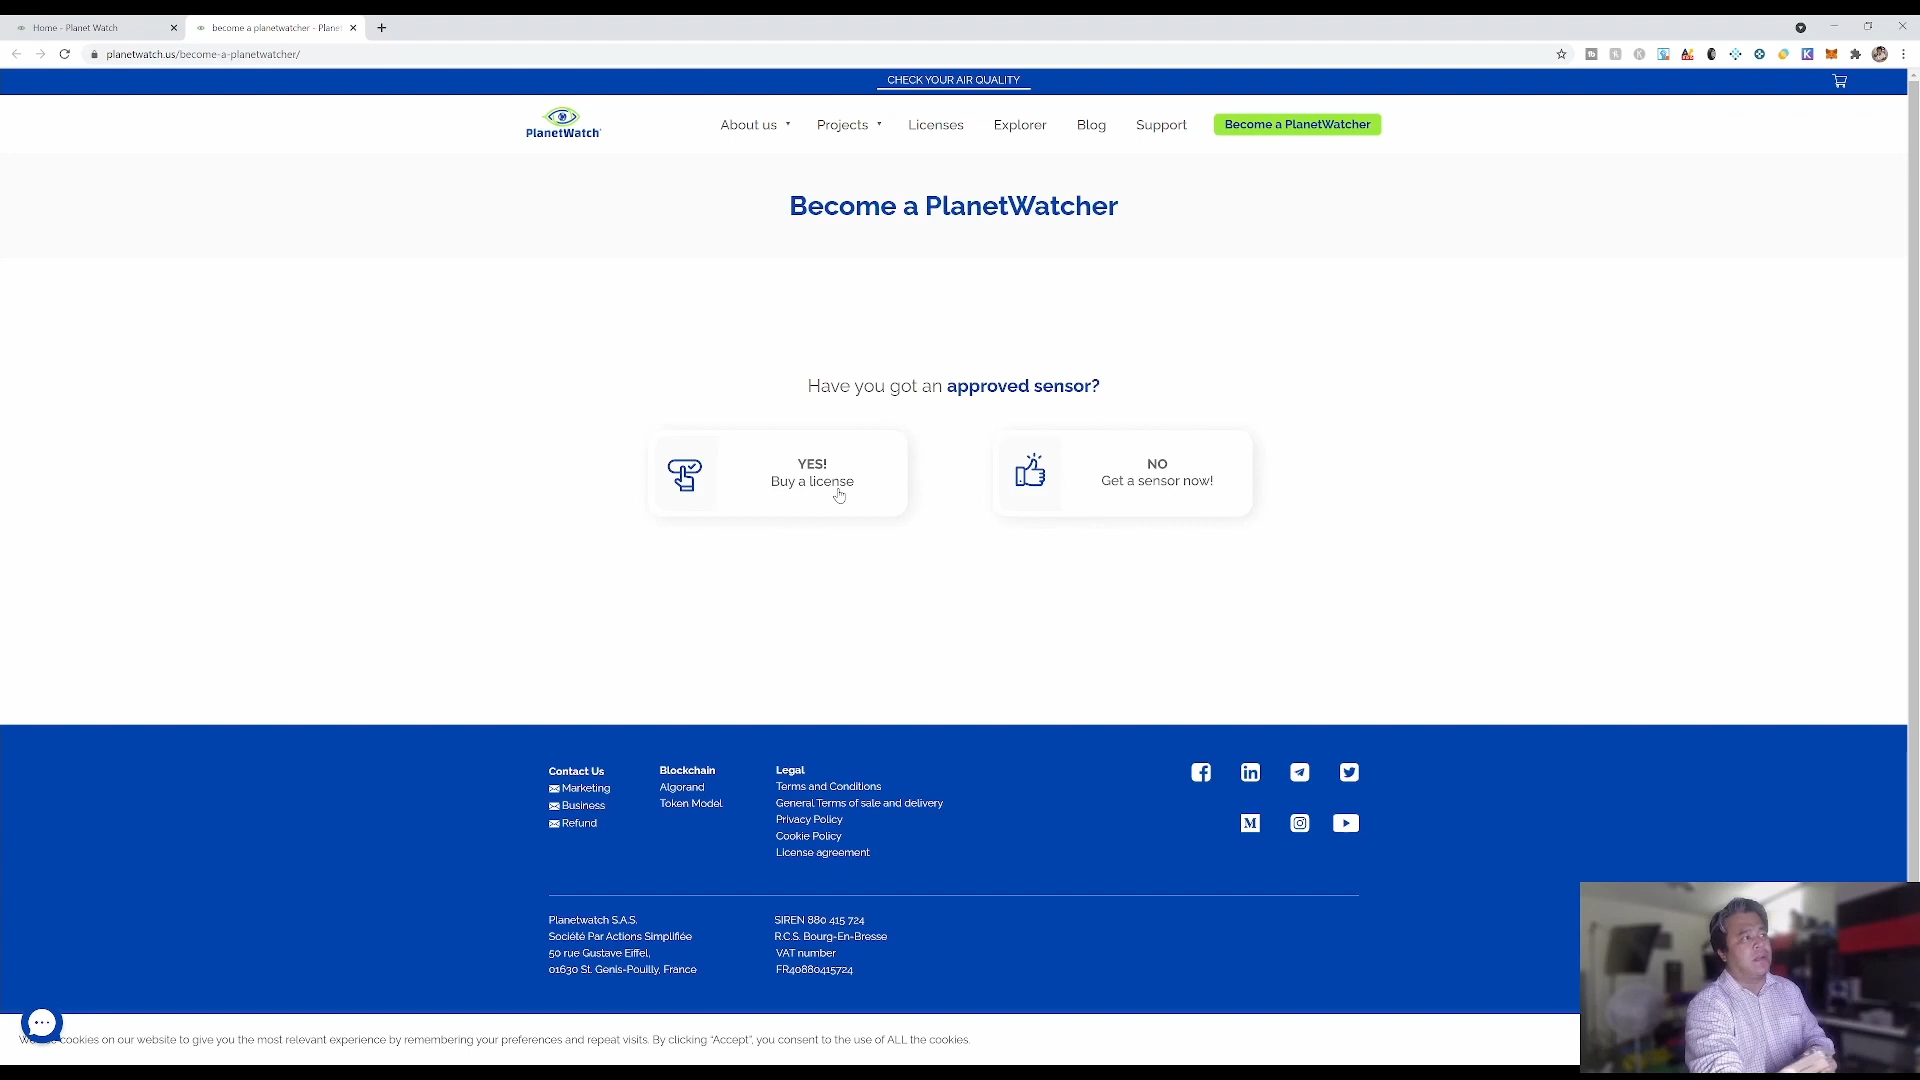 Home - Planet Watch
become a planetwatcher - Plane
planetwatch.us/become-a-planetwatcher/
CHECK YOUR AIR QUALITY
PlanetWatch
About us
Projects
Licenses
Explorer
Blog
Support
Become a PlanetWatcher
Become a PlanetWatcher
Have you got an approved sensor?
YES!
Buy a license
NO
Get a sensor now!
Contact Us
Marketing
Business
Refund
Blockchain
Algorand
Token Model
Legal
Terms and Conditions
General Terms of sale and delivery
Privacy Policy
Cookie Policy
License agreement
Planetwatch S.A.S.
Société Par Actions Simplifiée
50 rue Gustave Eiffel,
01630 St. Genis-Pouilly, France
SIREN 880 415 724
R.C.S. Bourg-En-Bresse
VAT number
FR40880415724
cookies on our website to give you the most relevant experience by remembering your preferences and repeat visits. By clicking “Accept”, you consent to the use of ALL the cookies.